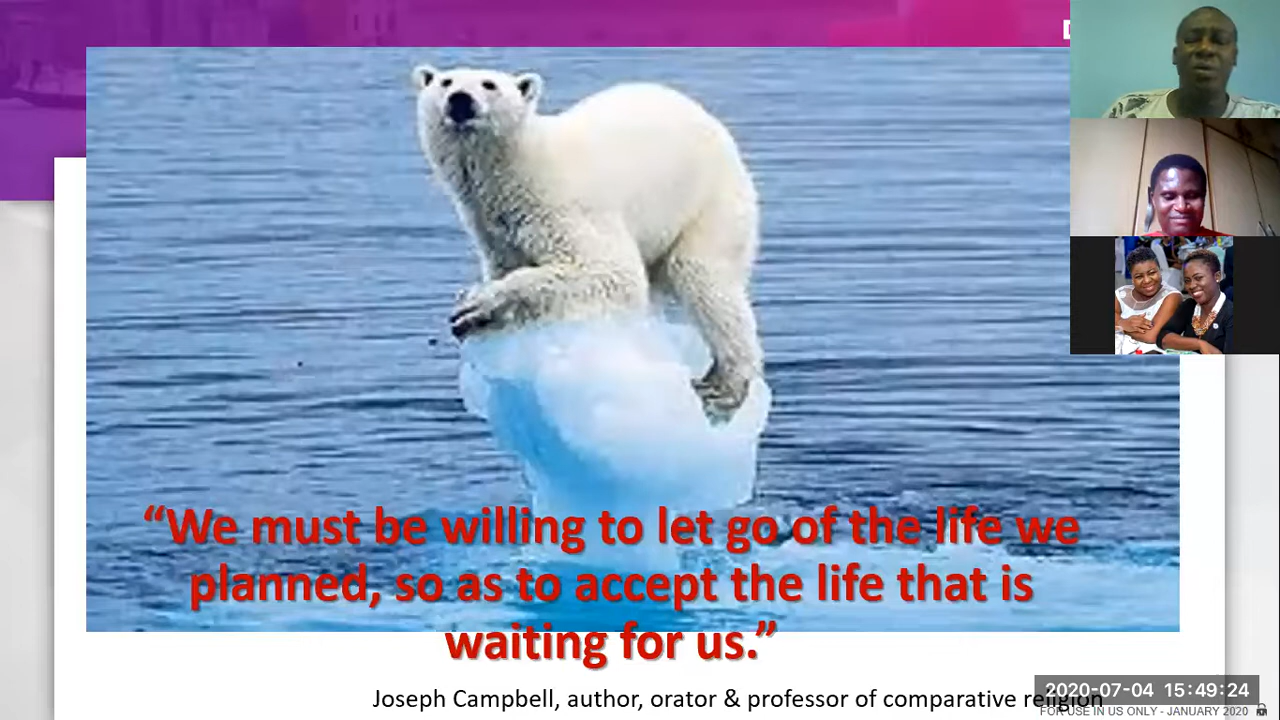 “We must be willing to let go of the life we
planned, so as to accept the life that is
waiting for us.”
Joseph Campbell, author, orator & professor of comparative religion
2020-07-04 15:49:24
FOR USE IN US ONLY - JANUARY 2020